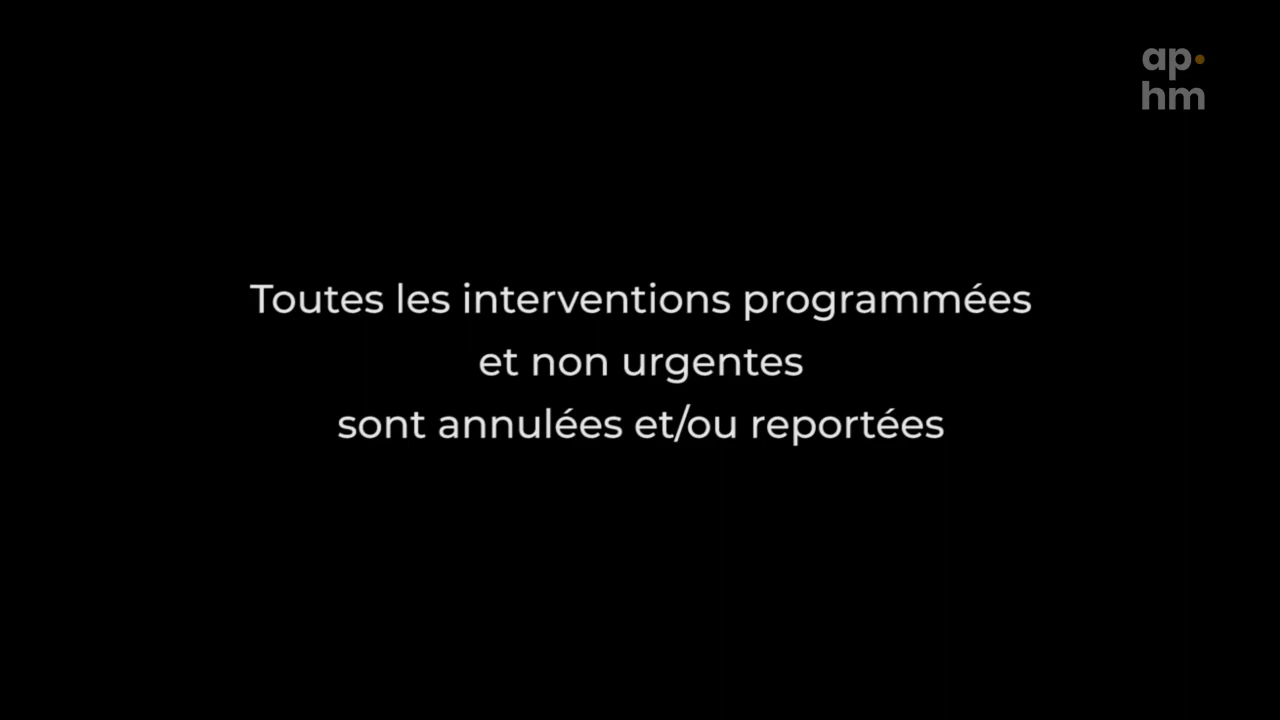 ap.
hm
Toutes les interventions programmées
et non urgentes
sont annulées et/ou reportées